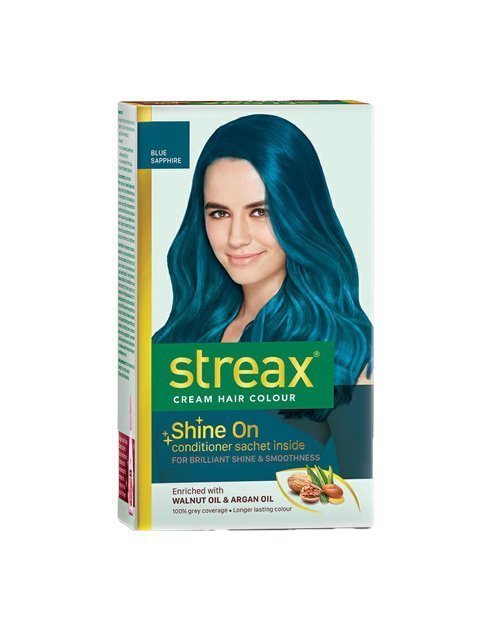 BLUE
SAPPHIRE
streax®
CREAM HAIR COLOUR
Shine On
conditioner sachet inside
FOR BRILLIANT SHINE & SMOOTHNESS
Enriched with
WALNUT OIL & ARGAN OIL
100% grey coverage • Longer lasting colour